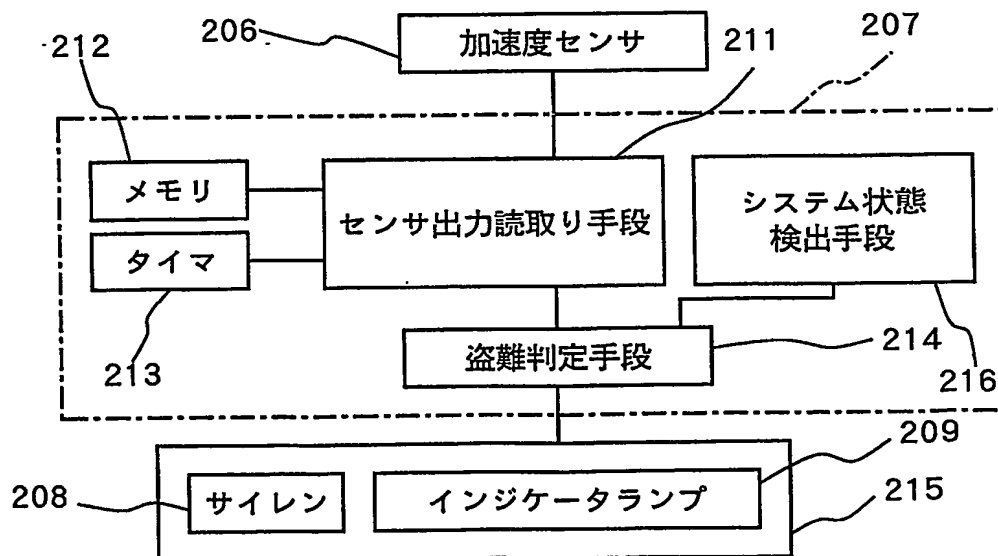 206
加速度センサ
211
207
212
メモリ
センサ出力読取り手段
システム状態
検出手段
タイマ
213
盗難判定手段
214
216
209
208
サイレン
インジケータランプ
215